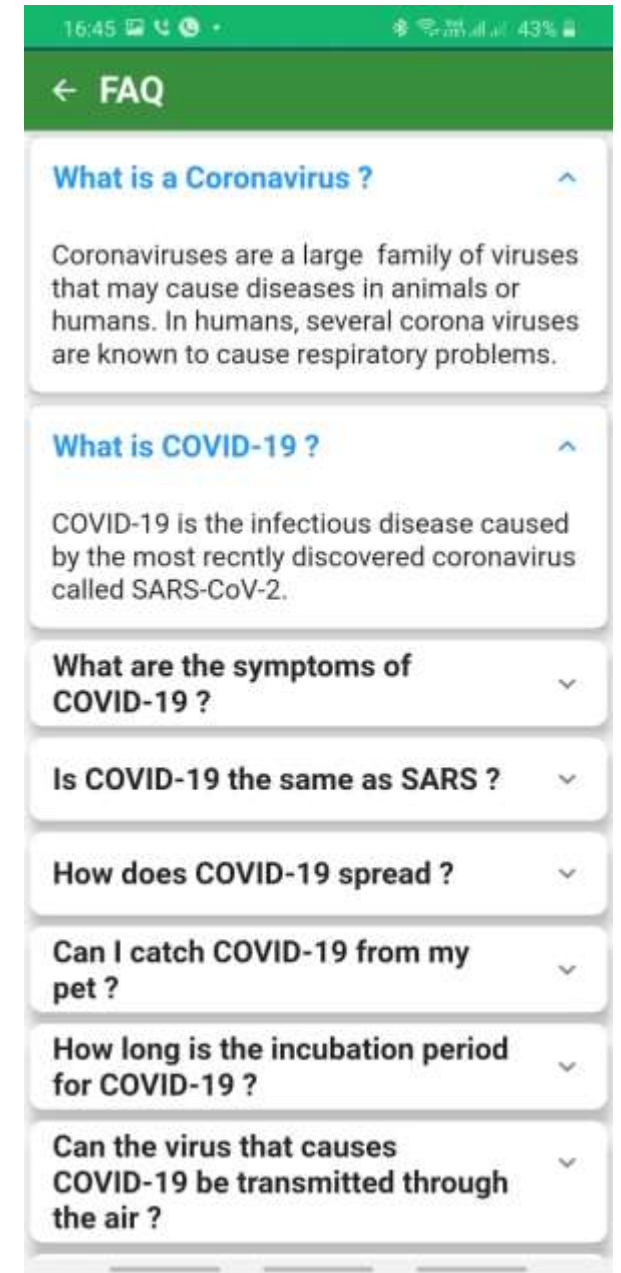 16:45
43%
← FAQ
What is a Coronavirus ?
Coronaviruses are a large  family of viruses
that may cause diseases in animals or
humans. In humans, several corona viruses
are known to cause respiratory problems.
What is COVID-19 ?
COVID-19 is the infectious disease caused
by the most recntly discovered coronavirus
called SARS-CoV-2.
What are the symptoms of
COVID-19 ?
Is COVID-19 the same as SARS ?
How does COVID-19 spread ?
Can I catch COVID-19 from my
pet ?
How long is the incubation period
for COVID-19 ?
Can the virus that causes
COVID-19 be transmitted through
the air ?